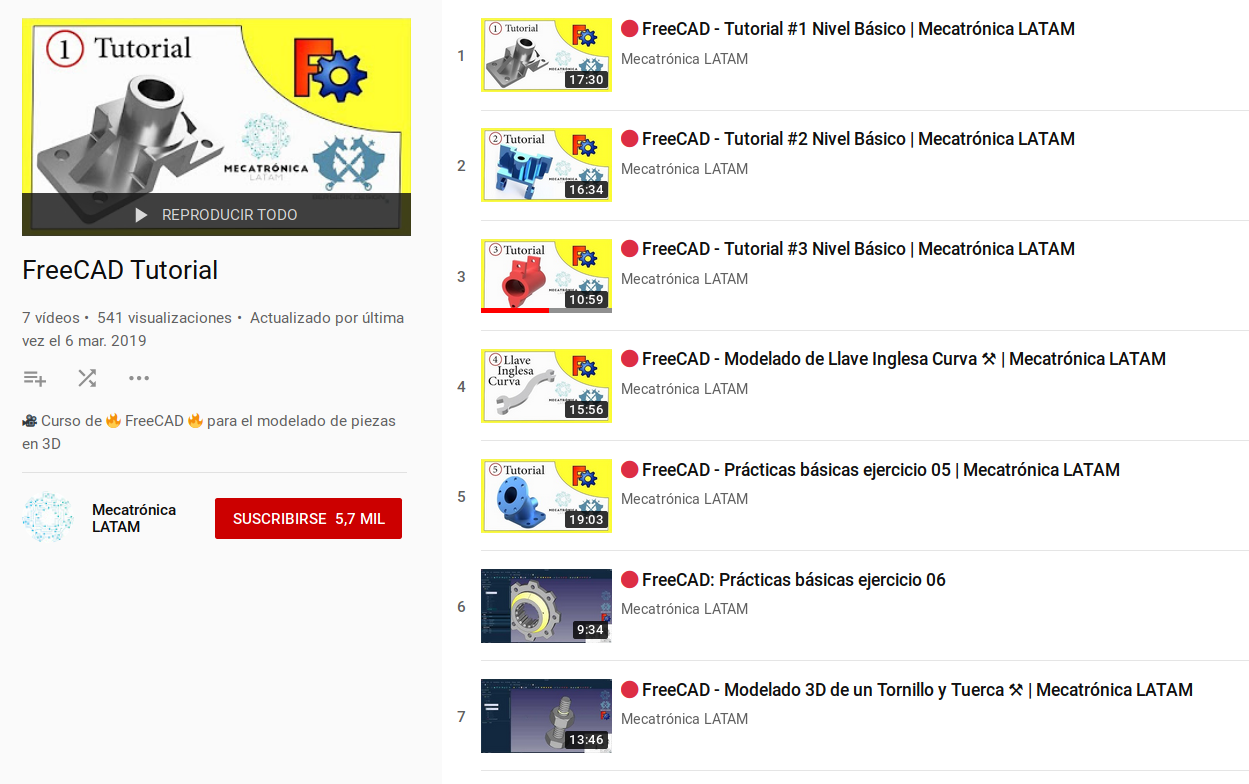 1 Tutorial
MECATRÓNICA
LATAM
REPRODUCIR TODO
FreeCAD Tutorial
7 vídeos • 541 visualizaciones • Actualizado por última
vez el 6 mar. 2019
🎥 Curso de 🔥 FreeCAD 🔥 para el modelado de piezas
en 3D
Mecatrónica
LATAM
SUSCRIBIRSE 5,7 MIL
1
1 Tutorial
17:30
🔴 FreeCAD - Tutorial #1 Nivel Básico | Mecatrónica LATAM
Mecatrónica LATAM
2
2 Tutorial
16:34
🔴 FreeCAD - Tutorial #2 Nivel Básico | Mecatrónica LATAM
Mecatrónica LATAM
3
3 Tutorial
10:59
🔴 FreeCAD - Tutorial #3 Nivel Básico | Mecatrónica LATAM
Mecatrónica LATAM
4
4 Llave
Inglesa
Curva
15:56
🔴 FreeCAD - Modelado de Llave Inglesa Curva ⚒ | Mecatrónica LATAM
Mecatrónica LATAM
5
5 Tutorial
19:03
🔴 FreeCAD - Prácticas básicas ejercicio 05 | Mecatrónica LATAM
Mecatrónica LATAM
6
9:34
🔴 FreeCAD: Prácticas básicas ejercicio 06
Mecatrónica LATAM
7
13:46
🔴 FreeCAD - Modelado 3D de un Tornillo y Tuerca ⚒ | Mecatrónica LATAM
Mecatrónica LATAM